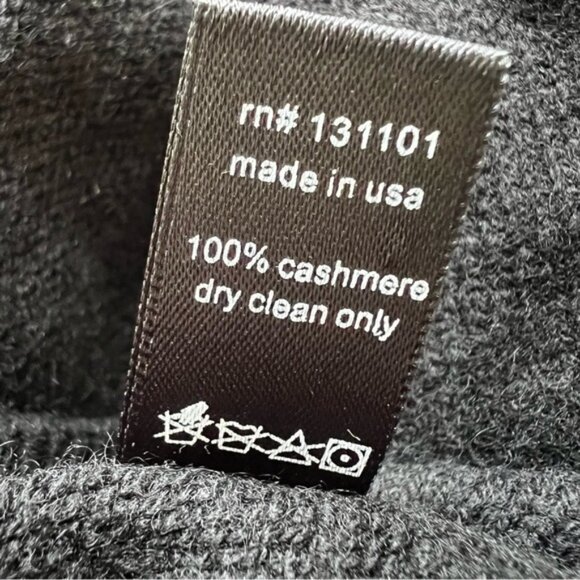 rn# 131101
made in usa
100% cashmere
dry clean only